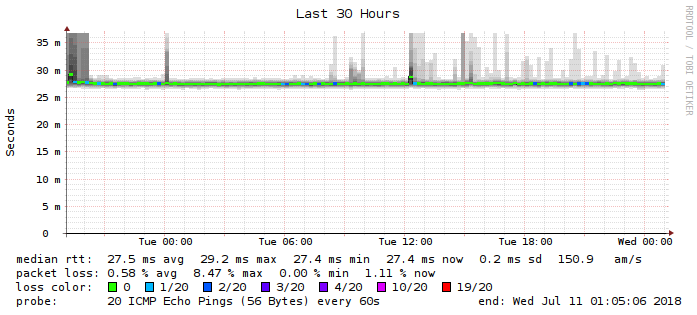 Last 30 Hours
RRDTOOL / TOBI OETIKER
Seconds
35 m
30 m
25 m
20 m
15 m
10 m
5 m
0
Tue 00:00 Tue 06:00 Tue 12:00 Tue 18:00 Wed 00:00
median rtt: 27.5 ms avg 29.2 ms max 27.4 ms min 27.4 ms now 0.2 ms sd 150.9 am/s
packet loss: 0.58 % avg 8.47 % max 0.00 % min 1.11 % now
loss color: 0 1/20 2/20 3/20 4/20 10/20 19/20
probe: 20 ICMP Echo Pings (56 Bytes) every 60s end: Wed Jul 11 01:05:06 2018